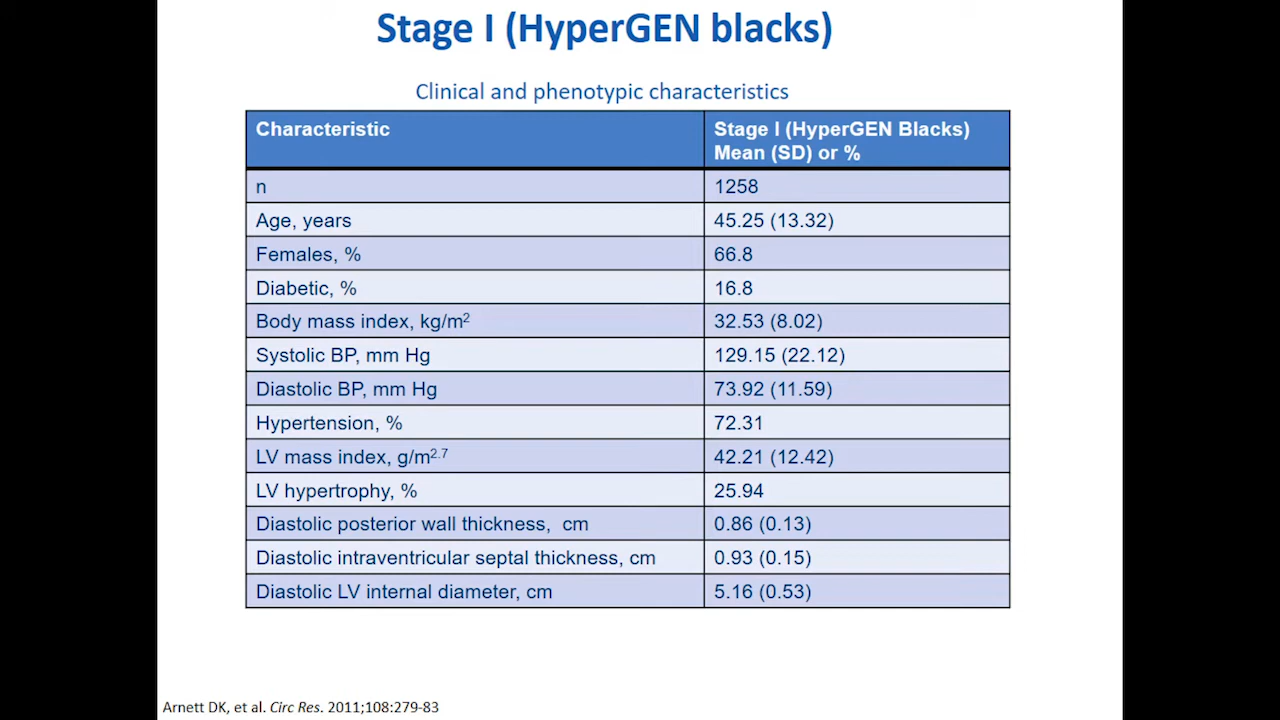 Stage I (HyperGEN blacks)
Clinical and phenotypic characteristics
Characteristic
Stage I (HyperGEN Blacks)
Mean (SD) or %
n 1258
Age, years 45.25 (13.32)
Females, % 66.8
Diabetic, % 16.8
Body mass index, kg/m² 32.53 (8.02)
Systolic BP, mm Hg 129.15 (22.12)
Diastolic BP, mm Hg 73.92 (11.59)
Hypertension, % 72.31
LV mass index, g/m²·⁷ 42.21 (12.42)
LV hypertrophy, % 25.94
Diastolic posterior wall thickness, cm 0.86 (0.13)
Diastolic intraventricular septal thickness, cm 0.93 (0.15)
Diastolic LV internal diameter, cm 5.16 (0.53)
Arnett DK, et al. Circ Res. 2011;108:279-83